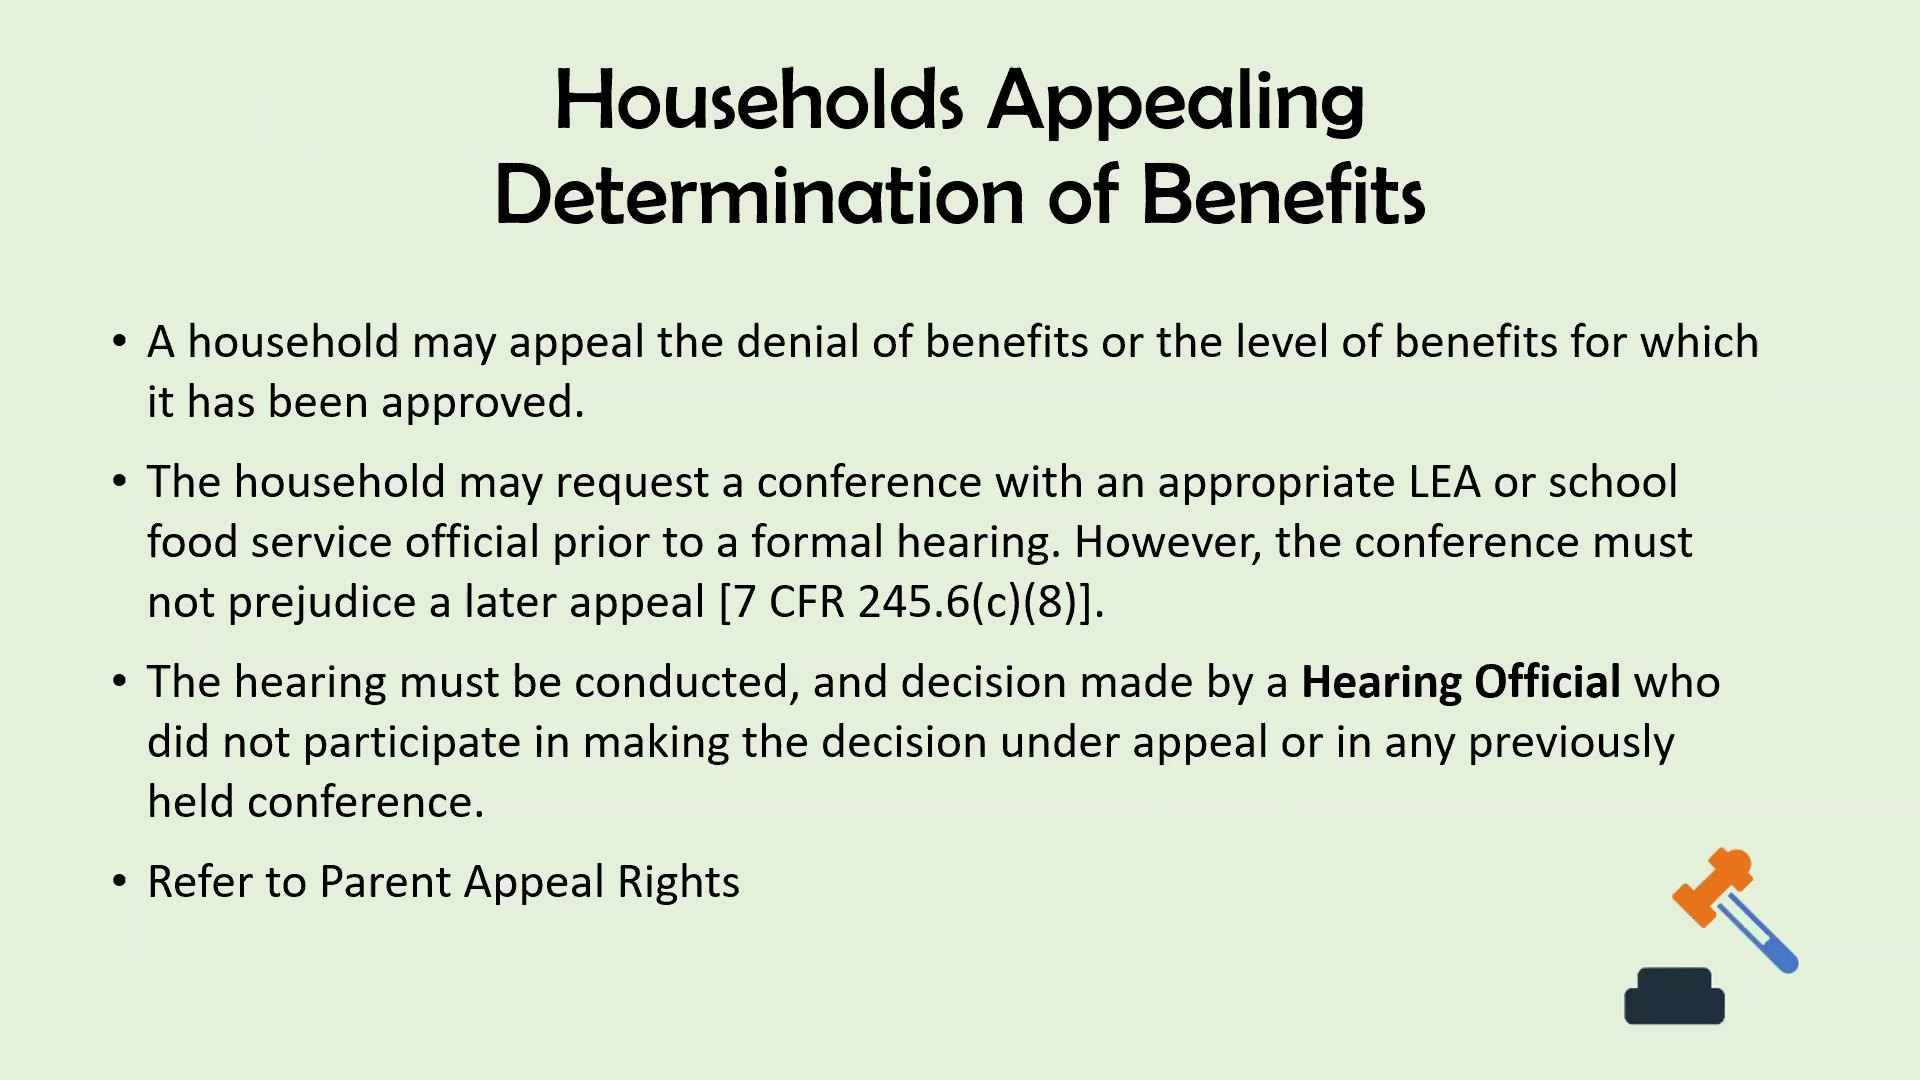 Households Appealing
Determination of Benefits
• A household may appeal the denial of benefits or the level of benefits for which
it has been approved.
• The household may request a conference with an appropriate LEA or school
food service official prior to a formal hearing. However, the conference must
not prejudice a later appeal [7 CFR 245.6(c)(8)].
• The hearing must be conducted, and decision made by a Hearing Official who
did not participate in making the decision under appeal or in any previously
held conference.
• Refer to Parent Appeal Rights